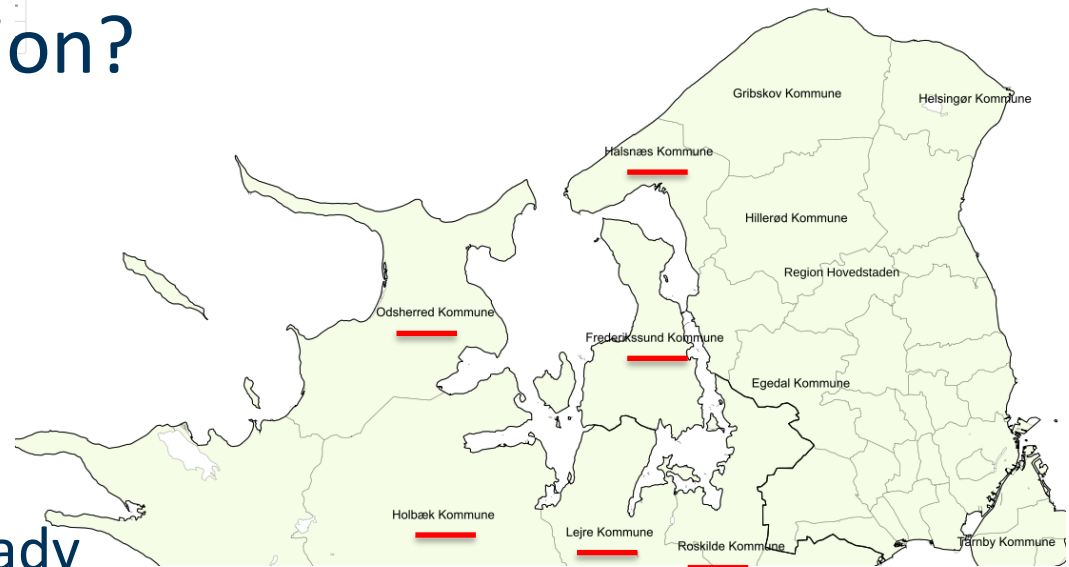 on?
Gribskov Kommune
Helsingør Kommune
Halsnæs Kommune
Hillerød Kommune
Region Hovedstaden
Odsherred Kommune
Frederikssund Kommune
Egedal Kommune
Holbæk Kommune
Lejre Kommune
Roskilde Kommune
Tårnby Kommune
ady